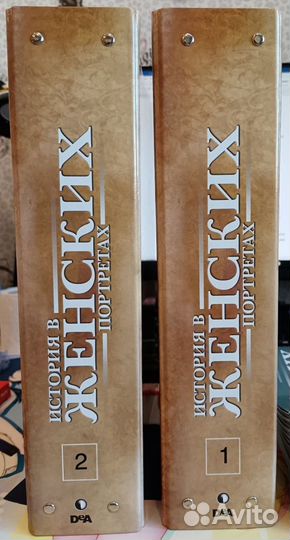 ИСТОРИЯ В
ЖЕНСКИХ
ПОРТРЕТАХ
2
DeA
ИСТОРИЯ В
ЖЕНСКИХ
ПОРТРЕТАХ
1
DeA
Avito